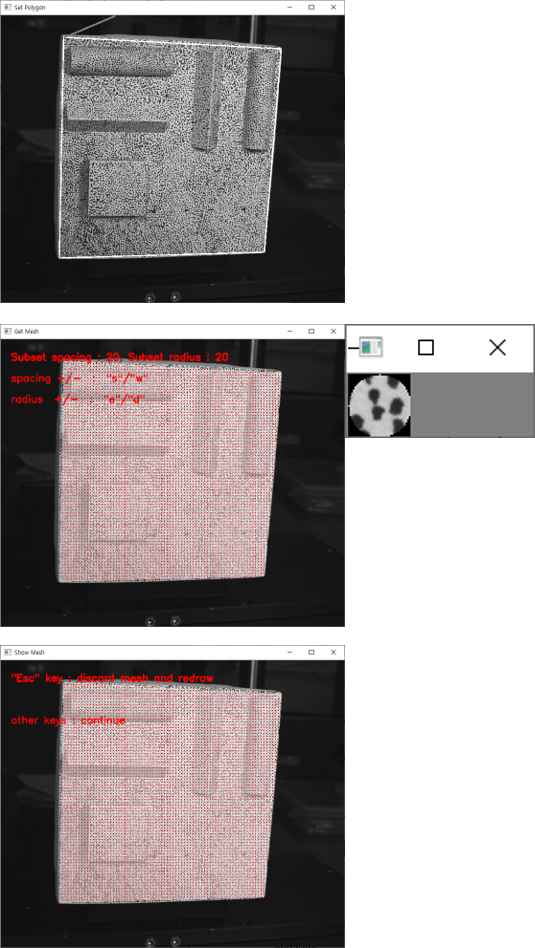 Set Polygon
Get Mesh
Subset spacing : 20, Subset radius : 20
spacing +/- : "s"/"w"
radius +/- : "e"/"d"
Show Mesh
"Esc" key : discard mesh and redraw
other keys : continue